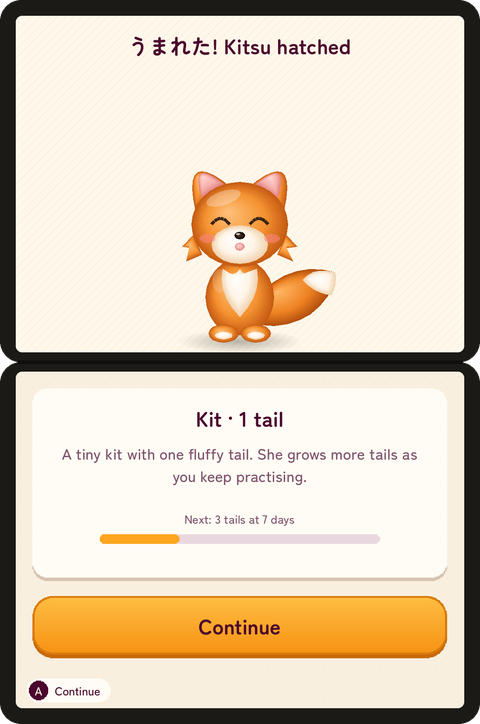 うまれた! Kitsu hatched
Kit · 1 tail
A tiny kit with one fluffy tail. She grows more tails as
you keep practising.
Next: 3 tails at 7 days
Continue
A Continue